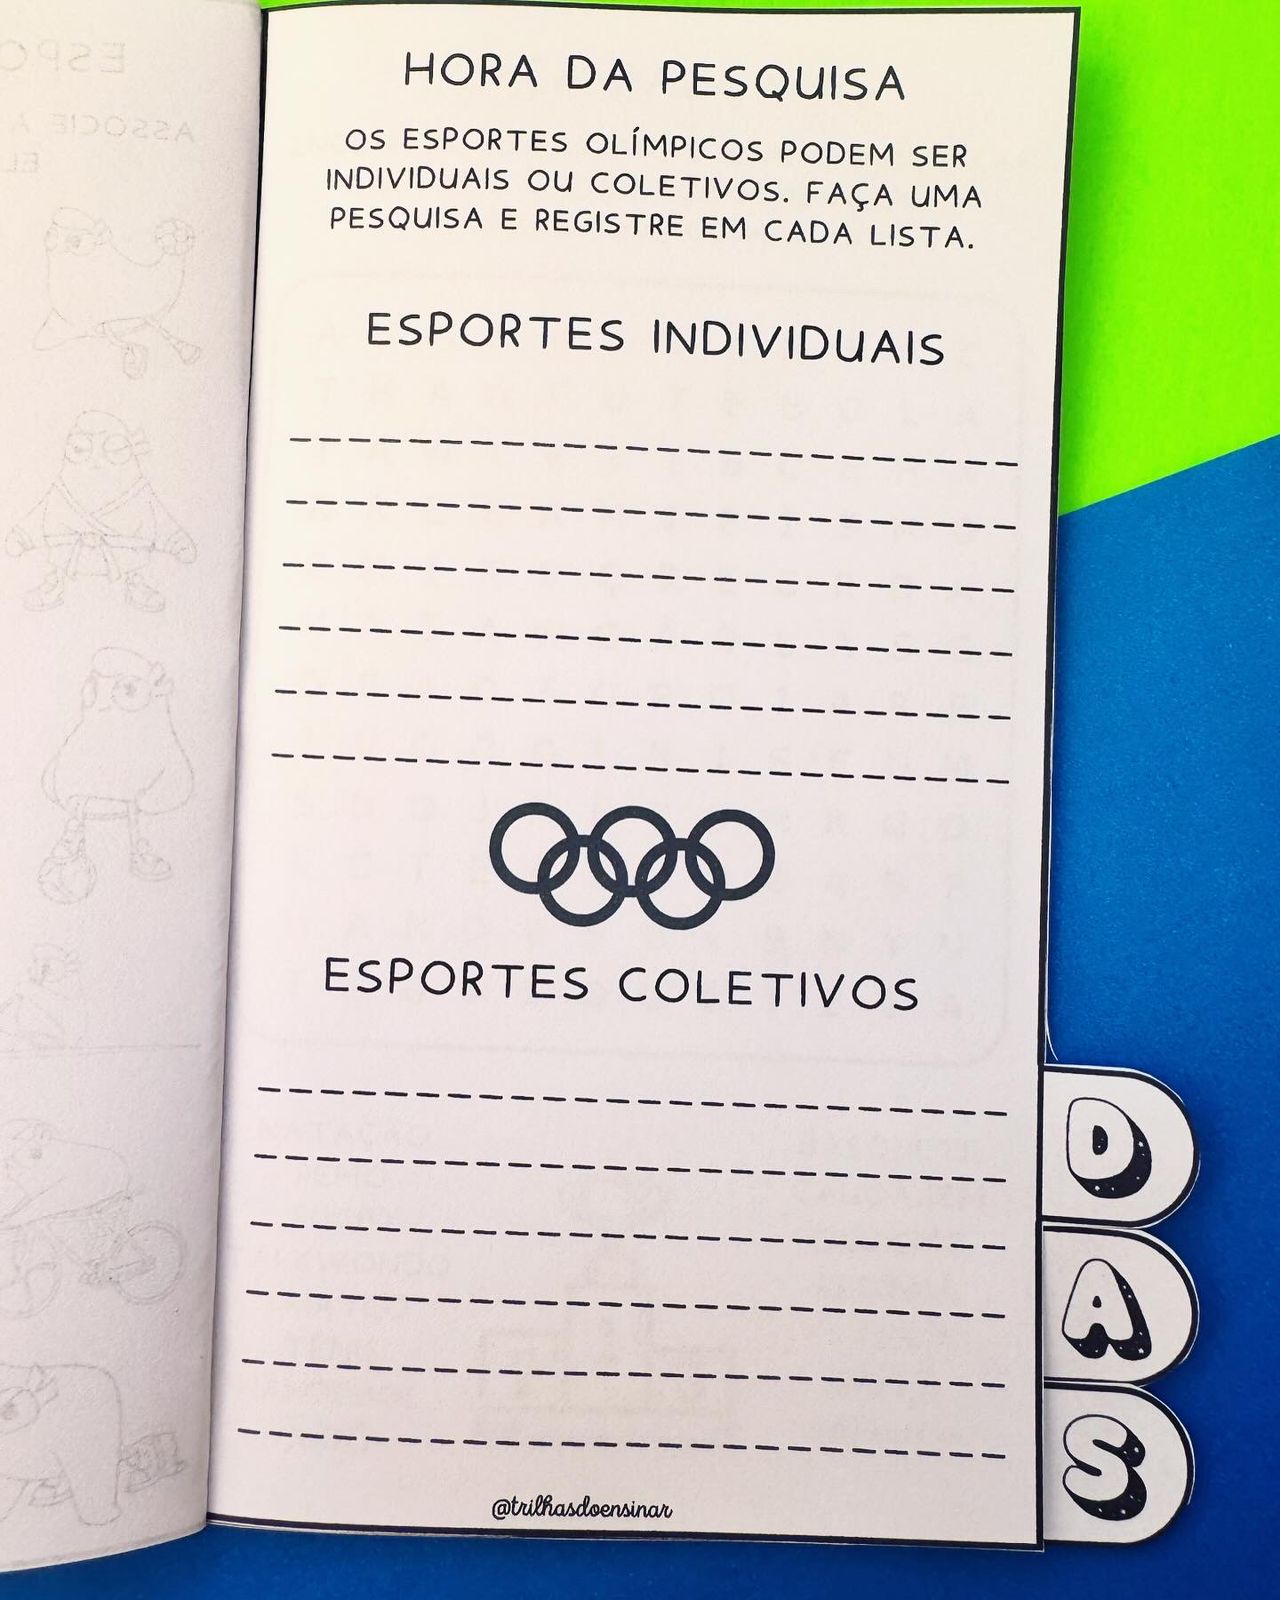 HORA DA PESQUISA
OS ESPORTES OLÍMPICOS PODEM SER
INDIVIDUAIS OU COLETIVOS. FAÇA UMA
PESQUISA E REGISTRE EM CADA LISTA.
ESPORTES INDIVIDUAIS
ESPORTES COLETIVOS
D
A
S
@trilhasdoensinar